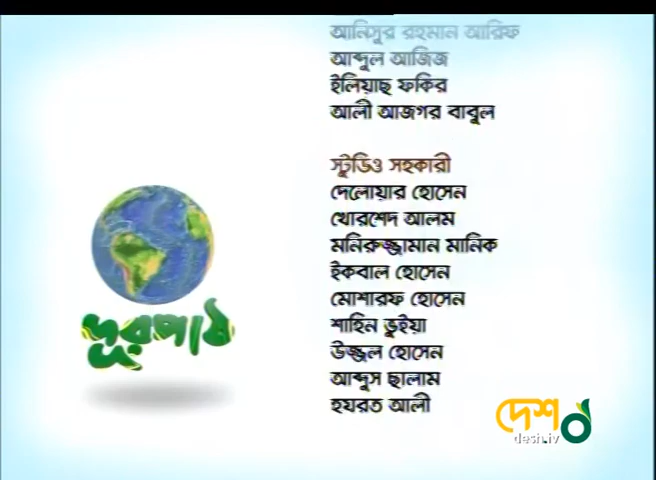 আনিসুর রহমান আরিফ
আব্দুল আজিজ
ইলিয়াছ ফকির
আলী আজগর বাবুল
স্টুডিও সহকারী
দেলোয়ার হোসেন
খোরশেদ আলম
মনিরুজ্জামান মানিক
ইকবাল হোসেন
মোশারফ হোসেন
শাহিন ভুইয়া
উজ্জল হোসেন
আব্দুস ছালাম
হযরত আলী
দূরপাঠ
দেশ
desh.tv